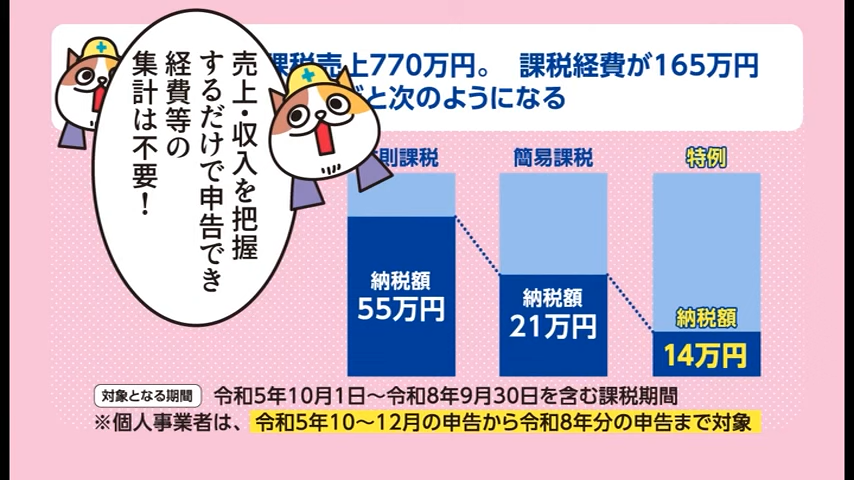 課税売上770万円。 課税経費が165万円
だと次のようになる
売上・収入を把握
するだけで申告でき
経費等の
集計は不要！
則課税
簡易課税
特例
納税額
55万円
納税額
21万円
納税額
14万円
対象となる期間 令和5年10月1日～令和8年9月30日を含む課税期間
※個人事業者は、令和5年10～12月の申告から令和8年分の申告まで対象